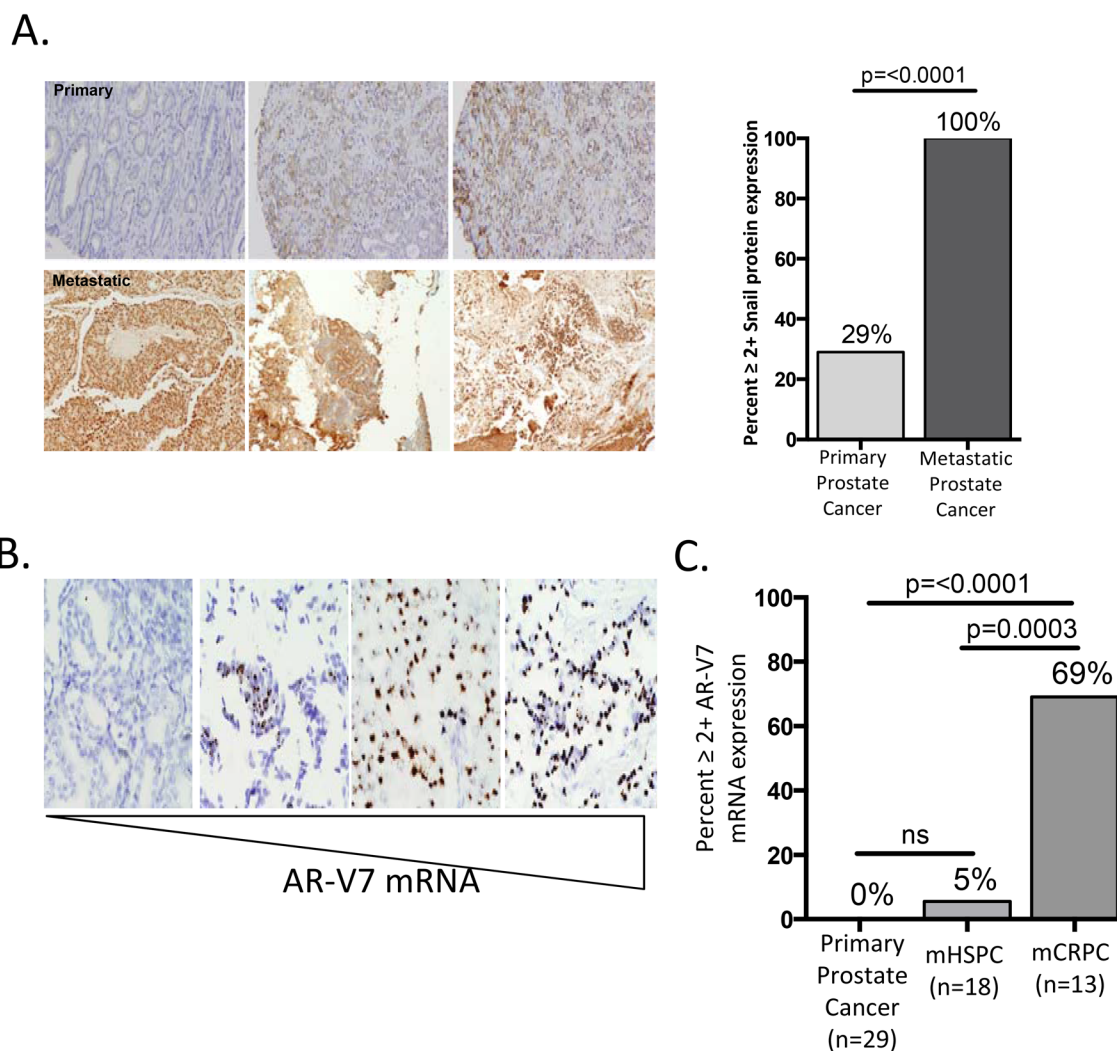 A.
Primary
Metastatic
p=<0.0001
100%
29%
Percent ≥ 2+ Snail protein expression
100
80
60
40
20
0
Primary
Prostate
Cancer
Metastatic
Prostate
Cancer
B.
AR-V7 mRNA
C.
p=<0.0001
p=0.0003
69%
ns
5%
0%
Percent ≥ 2+ AR-V7
mRNA expression
100
80
60
40
20
0
Primary
Prostate
Cancer
(n=29)
mHSPC
(n=18)
mCRPC
(n=13)